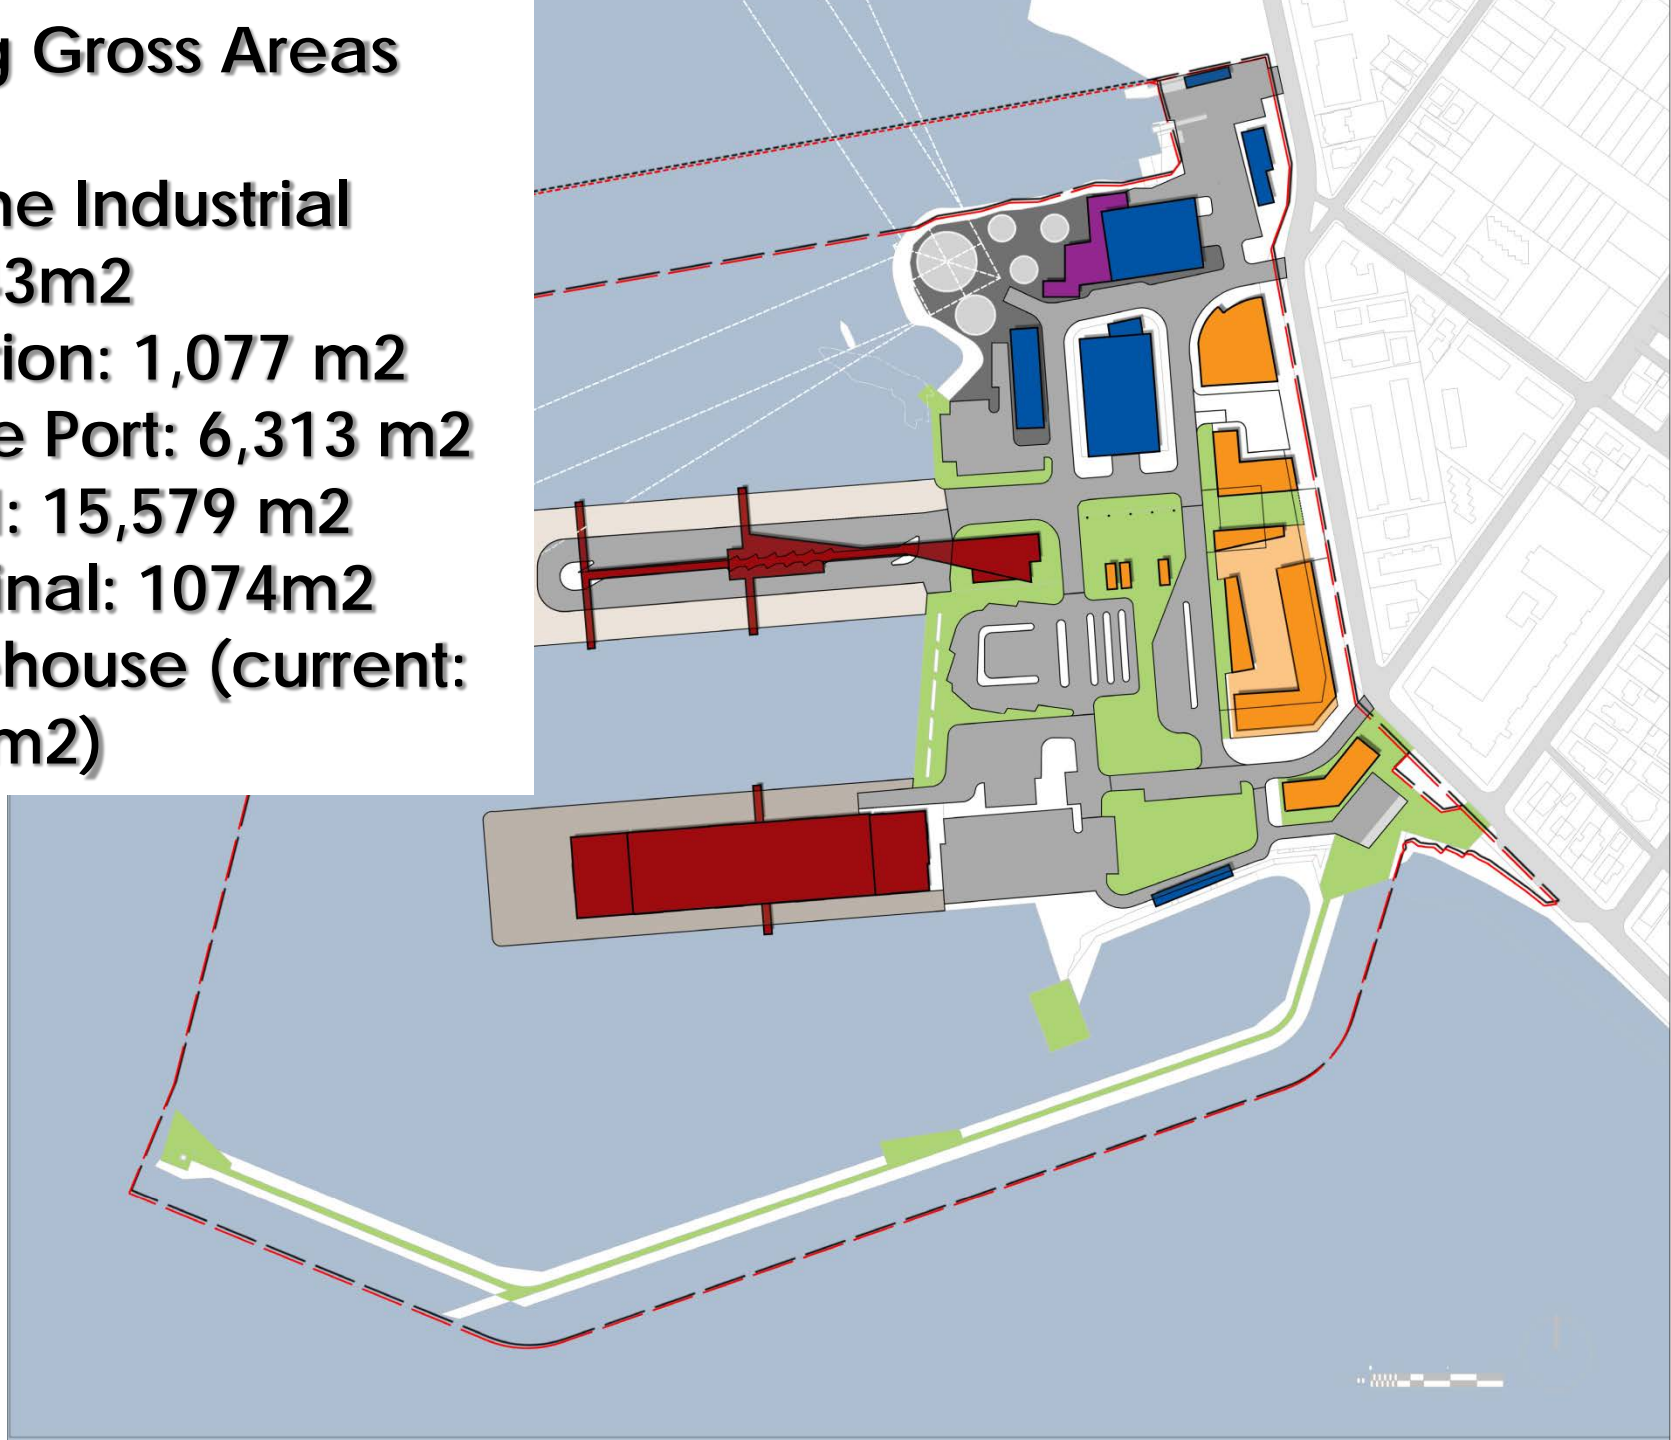 g Gross Areas
ne Industrial
3m2
ion: 1,077 m2
e Port: 6,313 m2
l: 15,579 m2
inal: 1074m2
house (current:
m2)